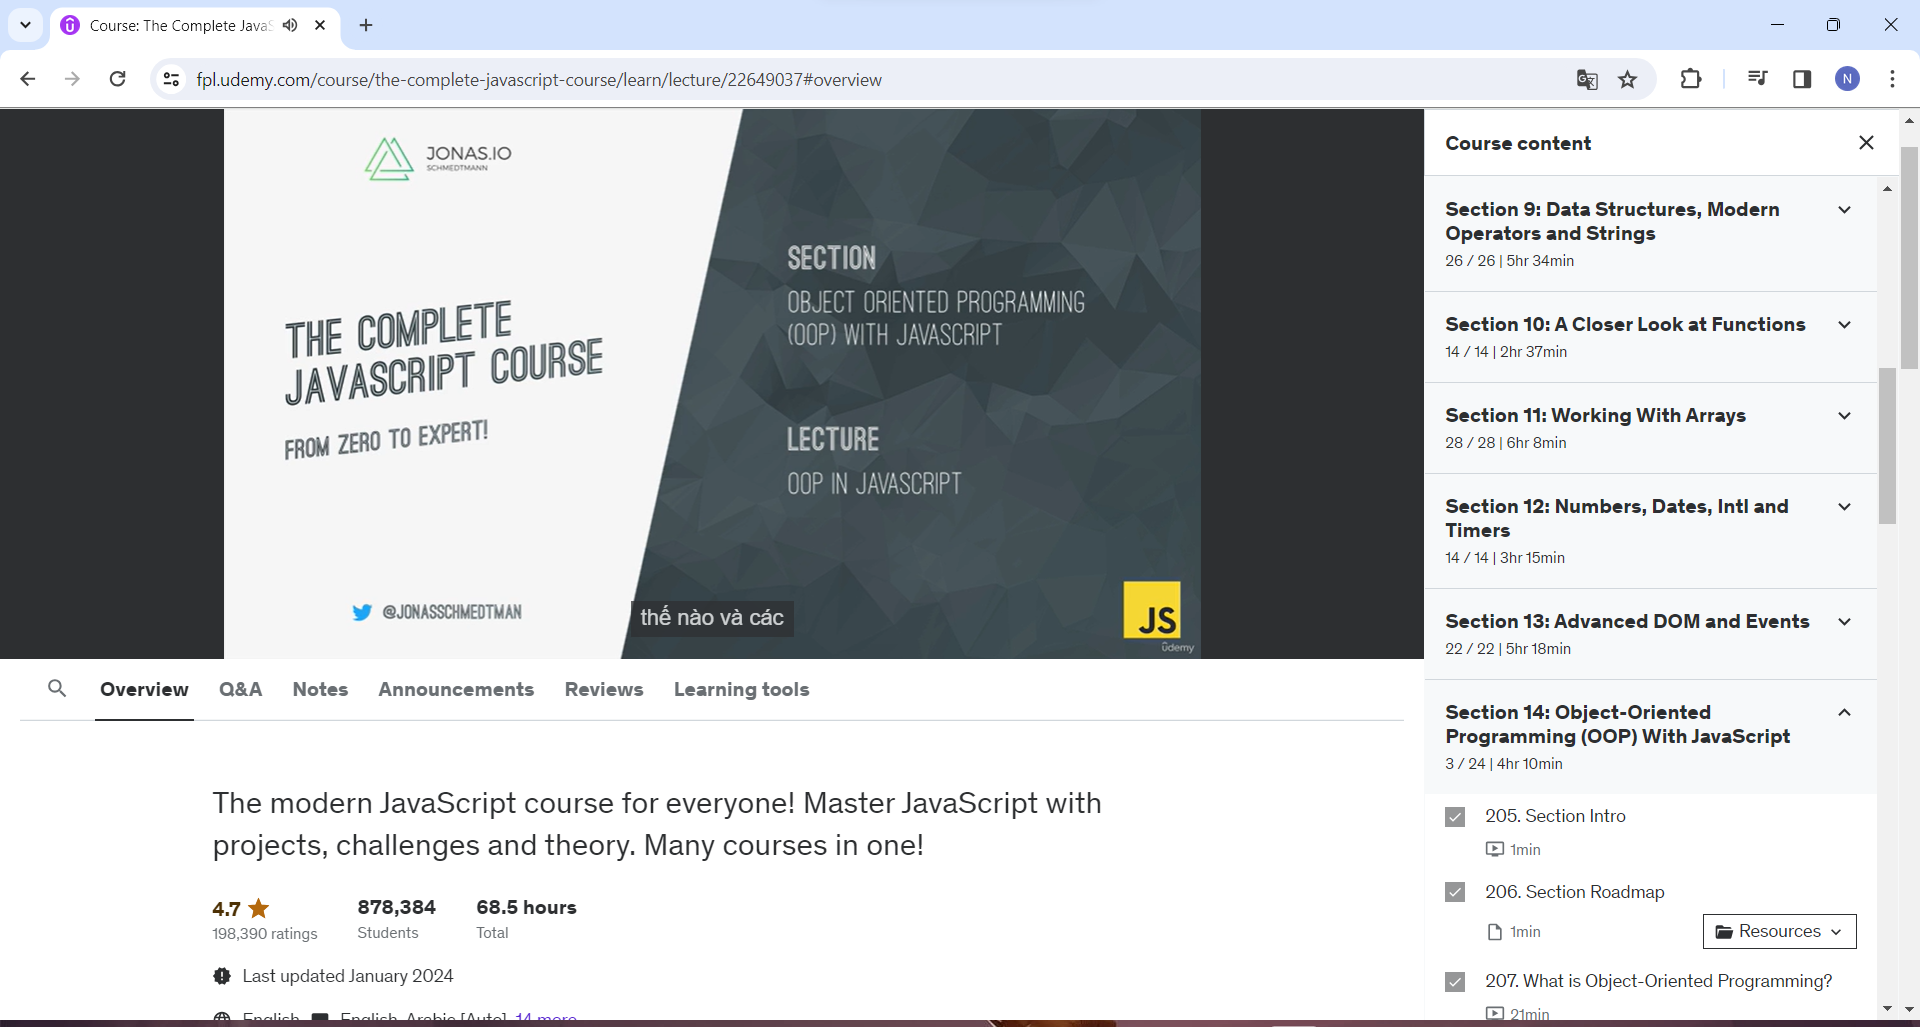 Course: The Complete JavaS
fpl.udemy.com/course/the-complete-javascript-course/learn/lecture/22649037#overview
N
JONAS.IO
SCHMEDTMANN
THE COMPLETE
JAVASCRIPT COURSE
FROM ZERO TO EXPERT!
@JONASSCHMEDTMAN
SECTION
OBJECT ORIENTED PROGRAMMING
(OOP) WITH JAVASCRIPT
LECTURE
OOP IN JAVASCRIPT
thế nào và các
JS
ûdemy
Overview Q&A Notes Announcements Reviews Learning tools
The modern JavaScript course for everyone! Master JavaScript with
projects, challenges and theory. Many courses in one!
4.7 878,384 68.5 hours
198,390 ratings Students Total
Last updated January 2024
English English, Arabic [Auto], 14 more
Course content
Section 9: Data Structures, Modern
Operators and Strings
26 / 26 | 5hr 34min
Section 10: A Closer Look at Functions
14 / 14 | 2hr 37min
Section 11: Working With Arrays
28 / 28 | 6hr 8min
Section 12: Numbers, Dates, Intl and
Timers
14 / 14 | 3hr 15min
Section 13: Advanced DOM and Events
22 / 22 | 5hr 18min
Section 14: Object-Oriented
Programming (OOP) With JavaScript
3 / 24 | 4hr 10min
205. Section Intro
1min
206. Section Roadmap
1min
Resources
207. What is Object-Oriented Programming?
21min